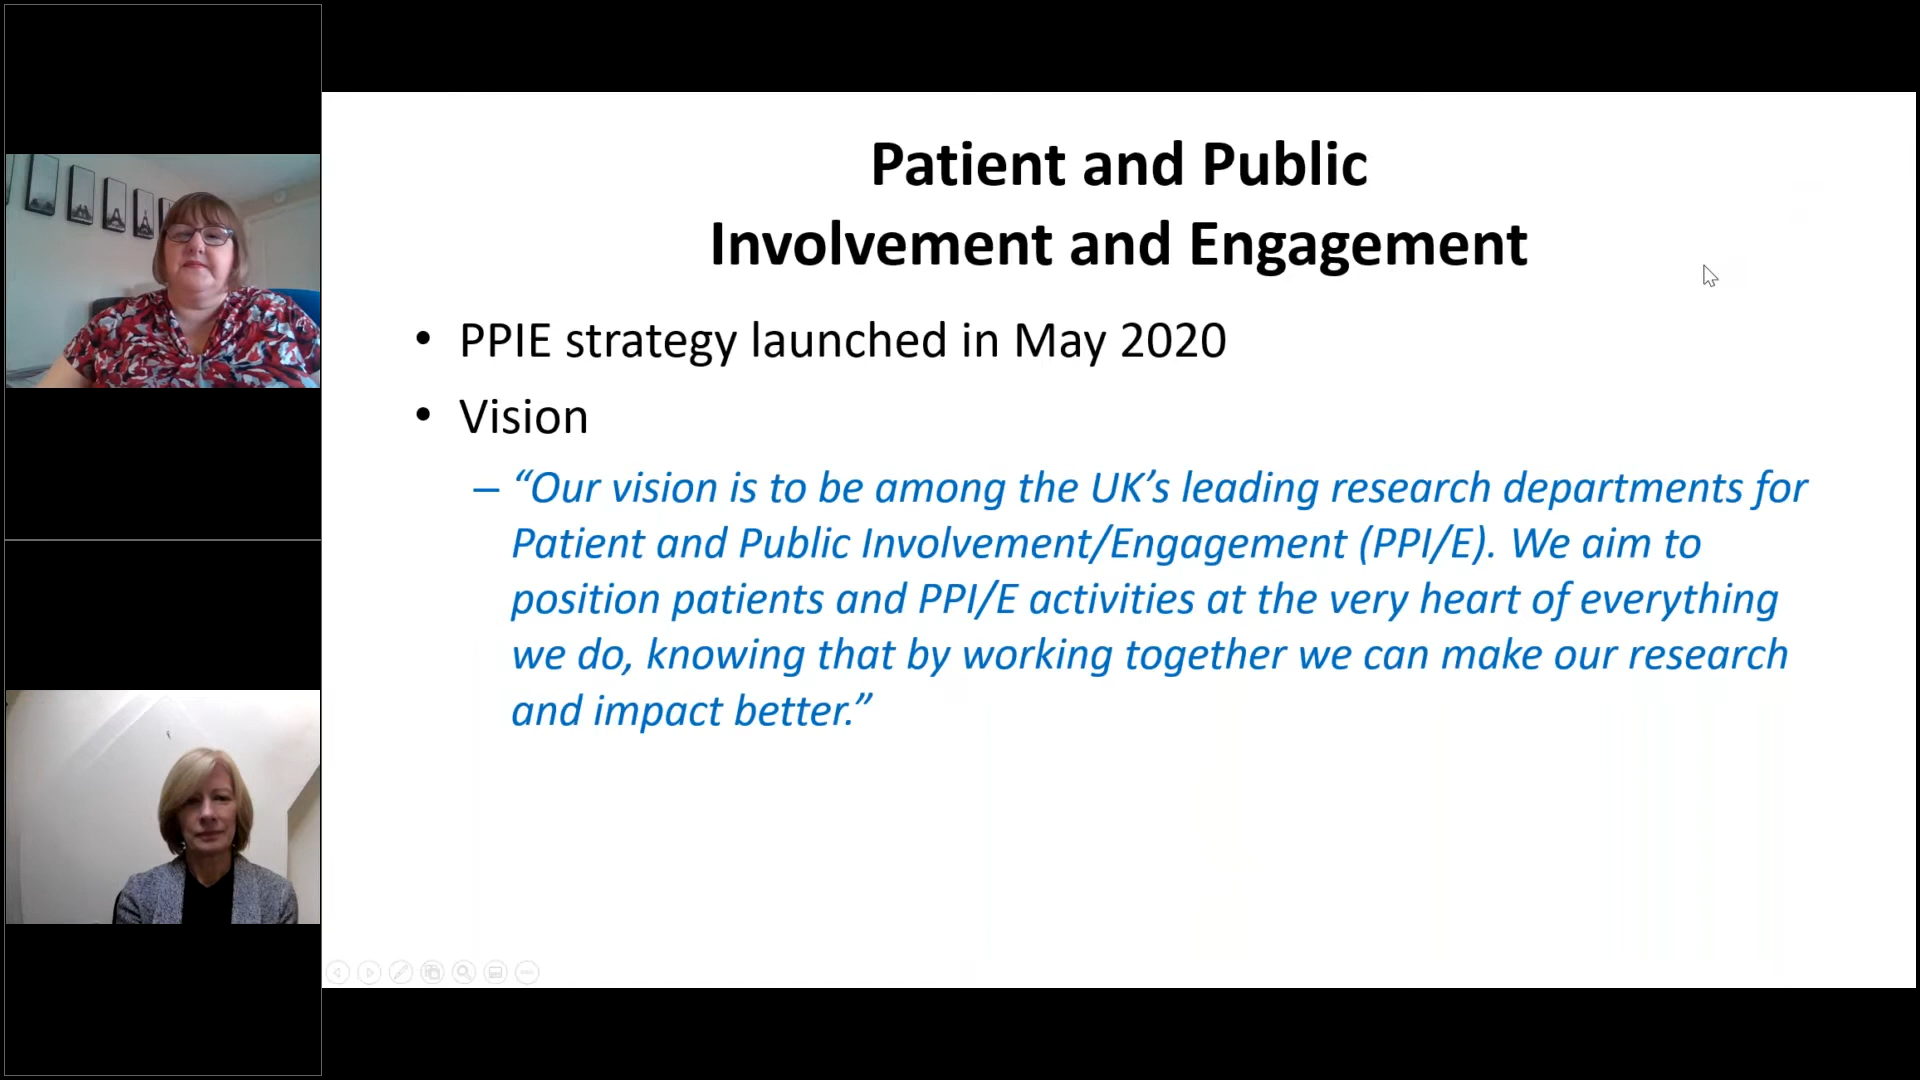 Patient and Public
Involvement and Engagement
• PPIE strategy launched in May 2020
• Vision
– “Our vision is to be among the UK’s leading research departments for
Patient and Public Involvement/Engagement (PPI/E). We aim to
position patients and PPI/E activities at the very heart of everything
we do, knowing that by working together we can make our research
and impact better.”